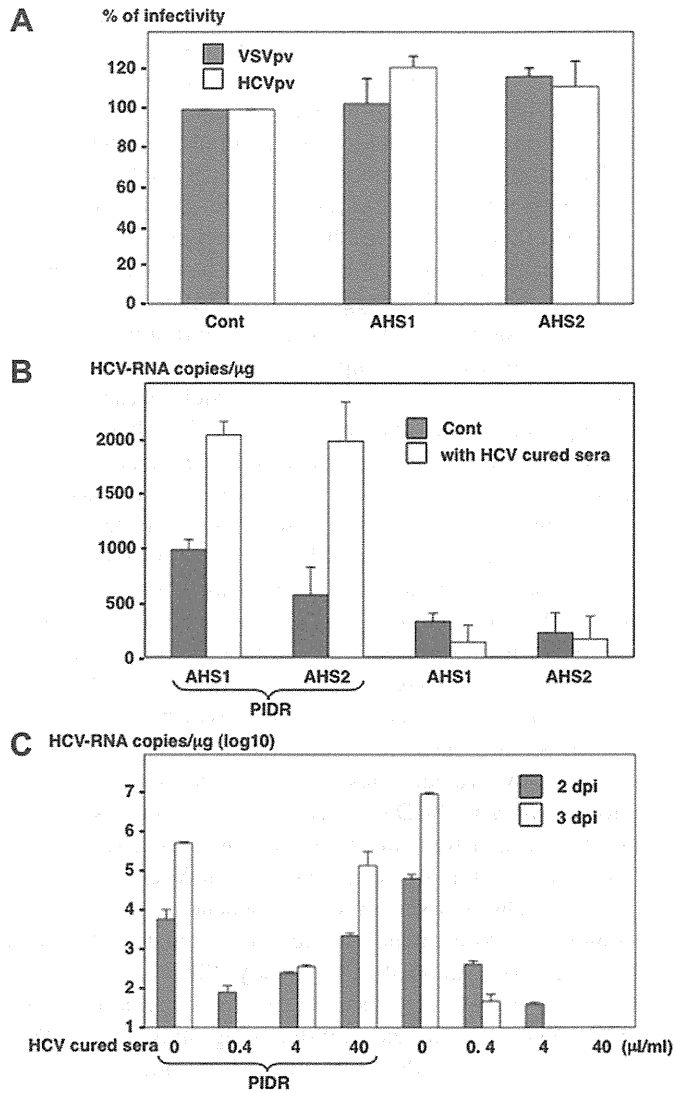 A
% of infectivity
VSVpv
HCVpv
120
100
80
60
40
20
0
Cont AHS1 AHS2
B
HCV-RNA copies/μg
Cont
with HCV cured sera
2000
1000
500
0
AHS1 AHS2 AHS1 AHS2
PIDR
C
HCV-RNA copies/μg (log10)
2 dpi
3 dpi
7
6
5
4
3
2
1
HCV cured sera 0 0.4 4 40 0 0. 4 4 40 (μl/ml)
PIDR